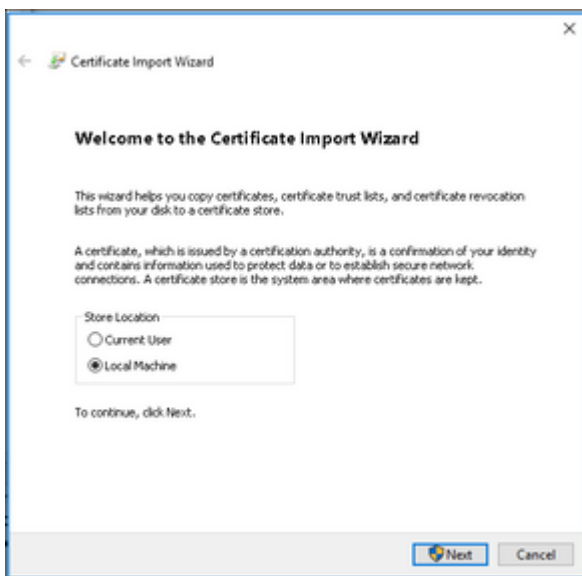 Certificate Import Wizard
Welcome to the Certificate Import Wizard
This wizard helps you copy certificates, certificate trust lists, and certificate revocation
lists from your disk to a certificate store.
A certificate, which is issued by a certification authority, is a confirmation of your identity
and contains information used to protect data or to establish secure network
connections. A certificate store is the system area where certificates are kept.
Store Location
Current User
Local Machine
To continue, click Next.
Next Cancel